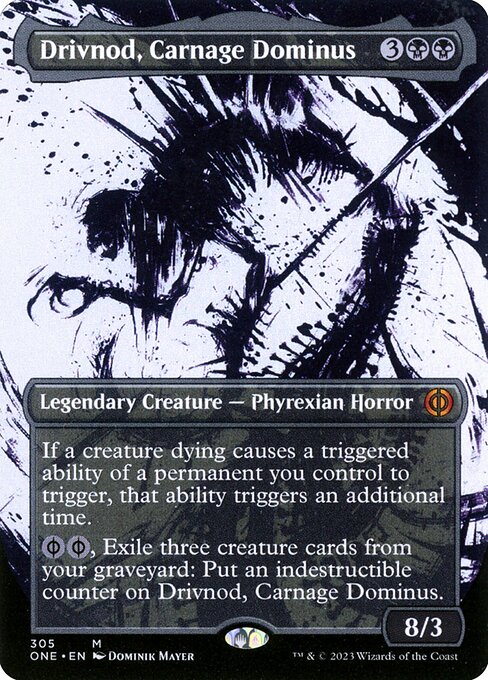 Drivnod, Carnage Dominus 3
Legendary Creature — Phyrexian Horror
If a creature dying causes a triggered
ability of a permanent you control to
trigger, that ability triggers an additional
time.
, Exile three creature cards from
your graveyard: Put an indestructible
counter on Drivnod, Carnage Dominus.
8/3
305 M
ONE • EN Dominik Mayer
™ & © 2023 Wizards of the Coast